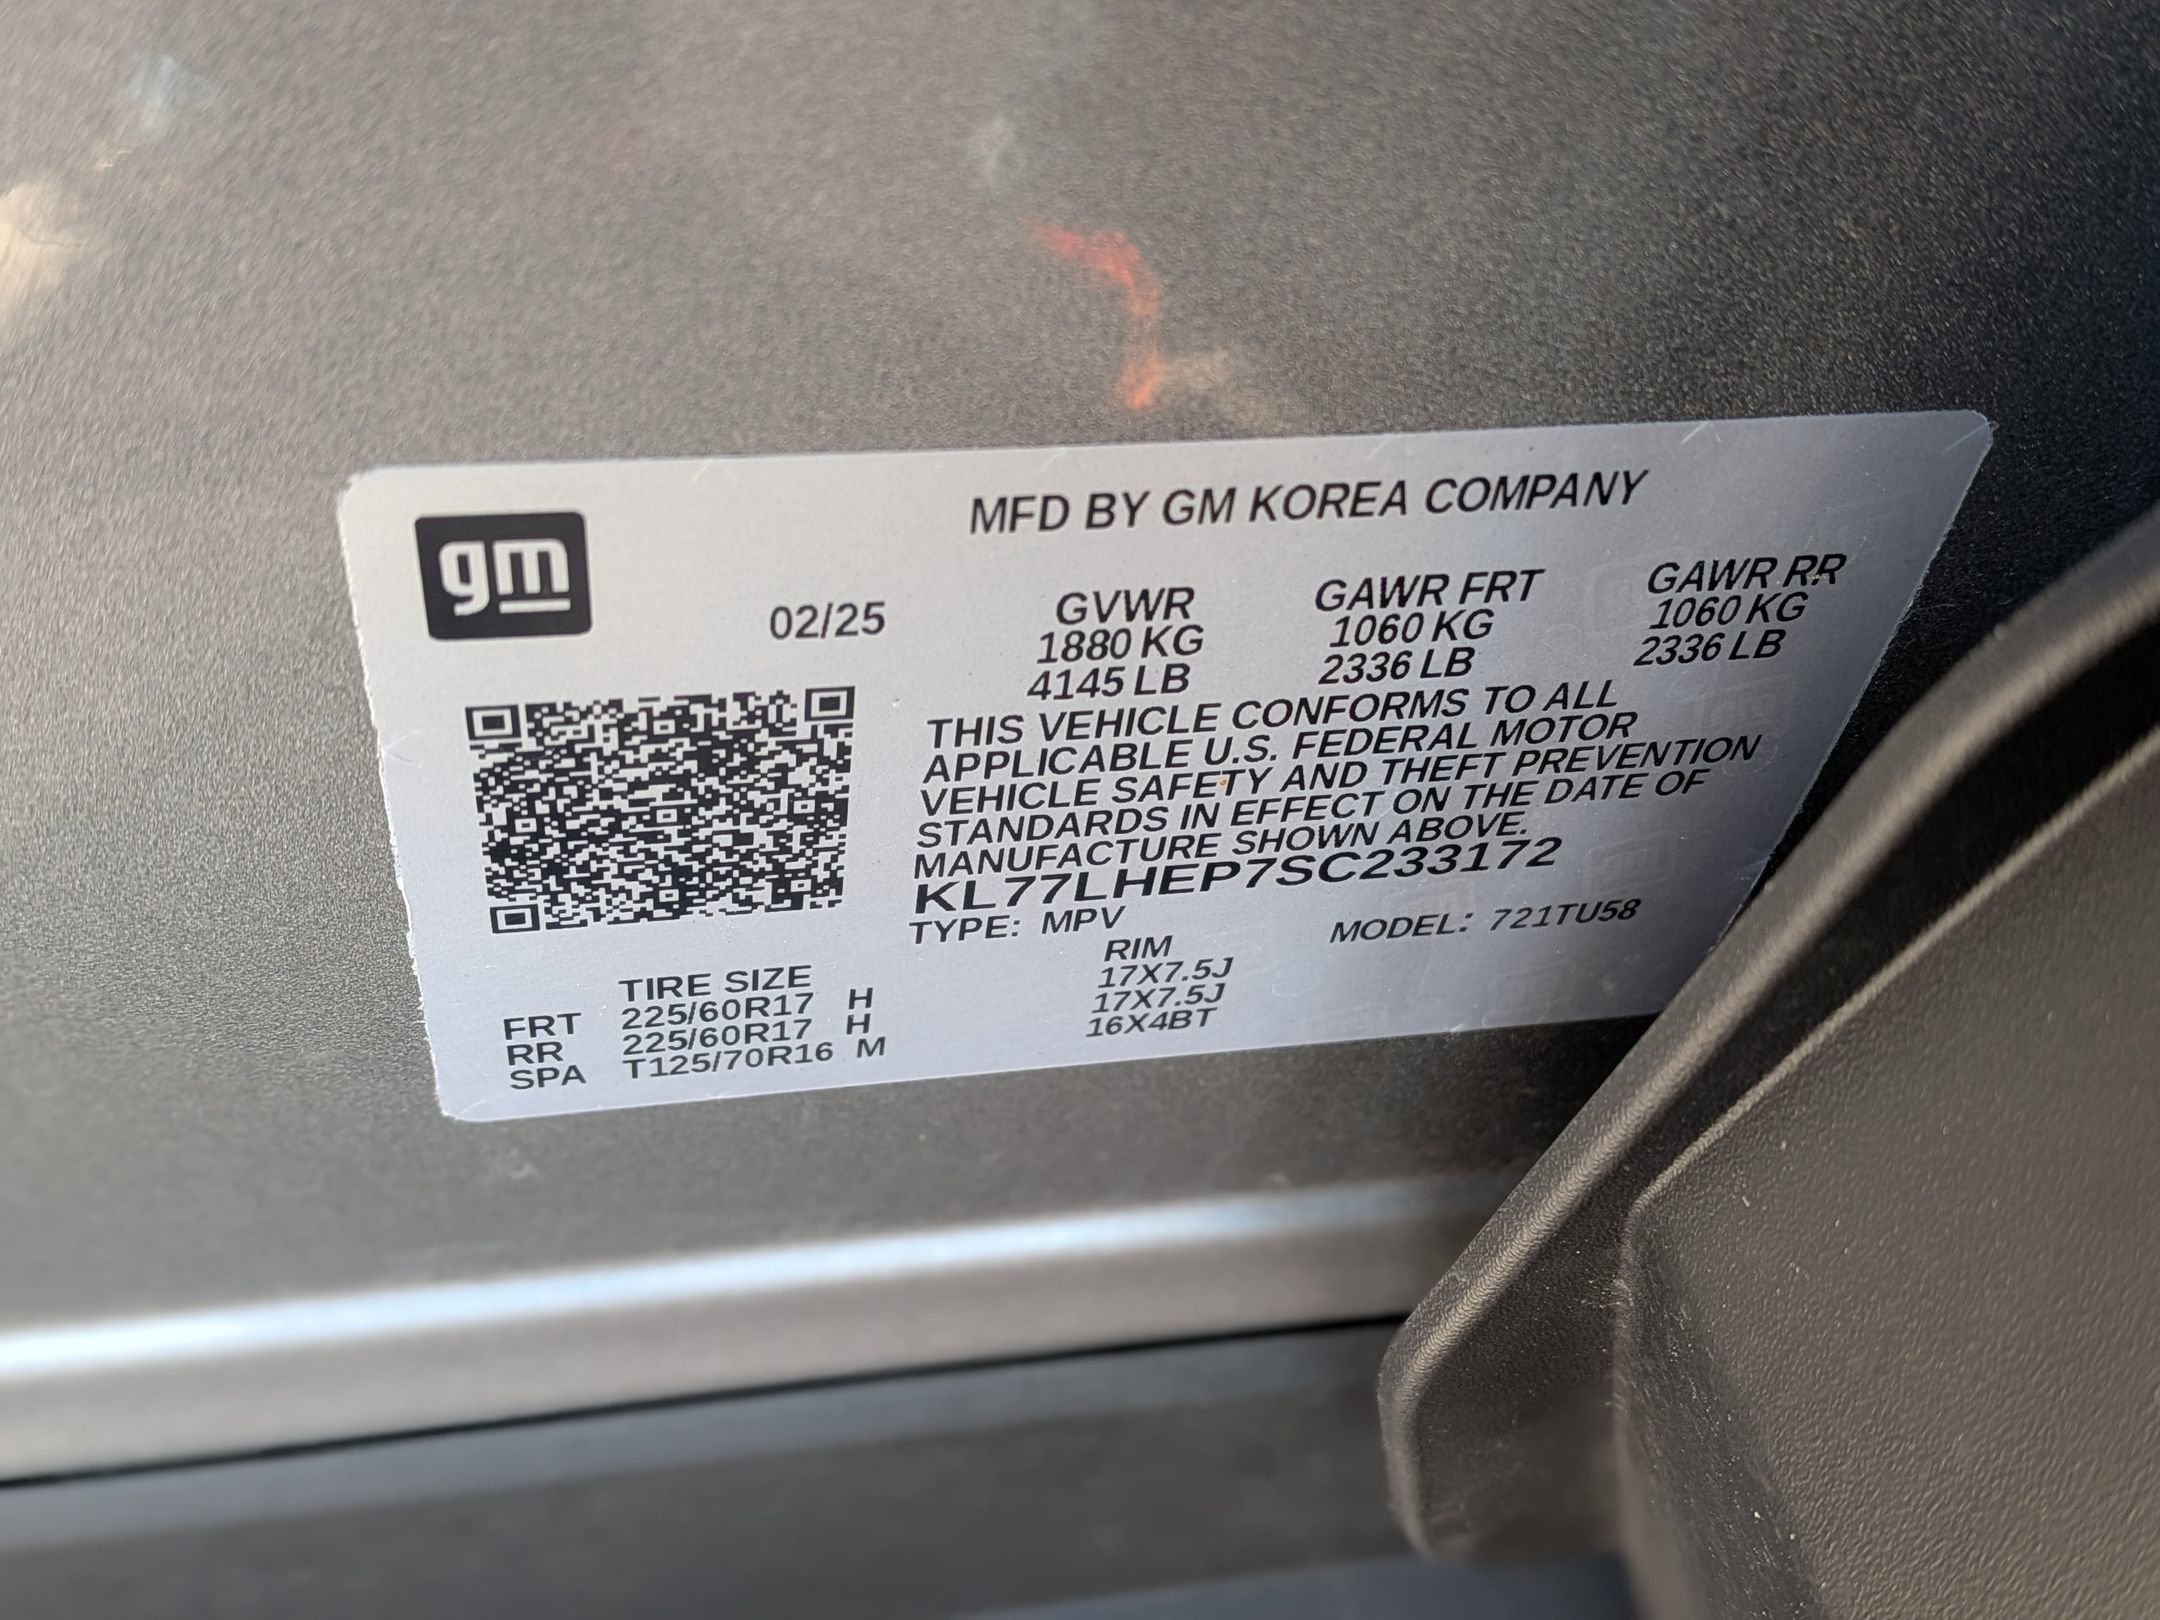 gm
MFD BY GM KOREA COMPANY
02/25
GVWR GAWR FRT GAWR RR
1880 KG 1060 KG 1060 KG
4145 LB 2336 LB 2336 LB
THIS VEHICLE CONFORMS TO ALL
APPLICABLE U.S. FEDERAL MOTOR
VEHICLE SAFETY AND THEFT PREVENTION
STANDARDS IN EFFECT ON THE DATE OF
MANUFACTURE SHOWN ABOVE.
KL77LHEP7SC233172
TYPE: MPV MODEL: 721TU58
TIRE SIZE RIM
FRT 225/60R17 H 17X7.5J
RR 225/60R17 H 17X7.5J
SPA T125/70R16 M 16X4BT